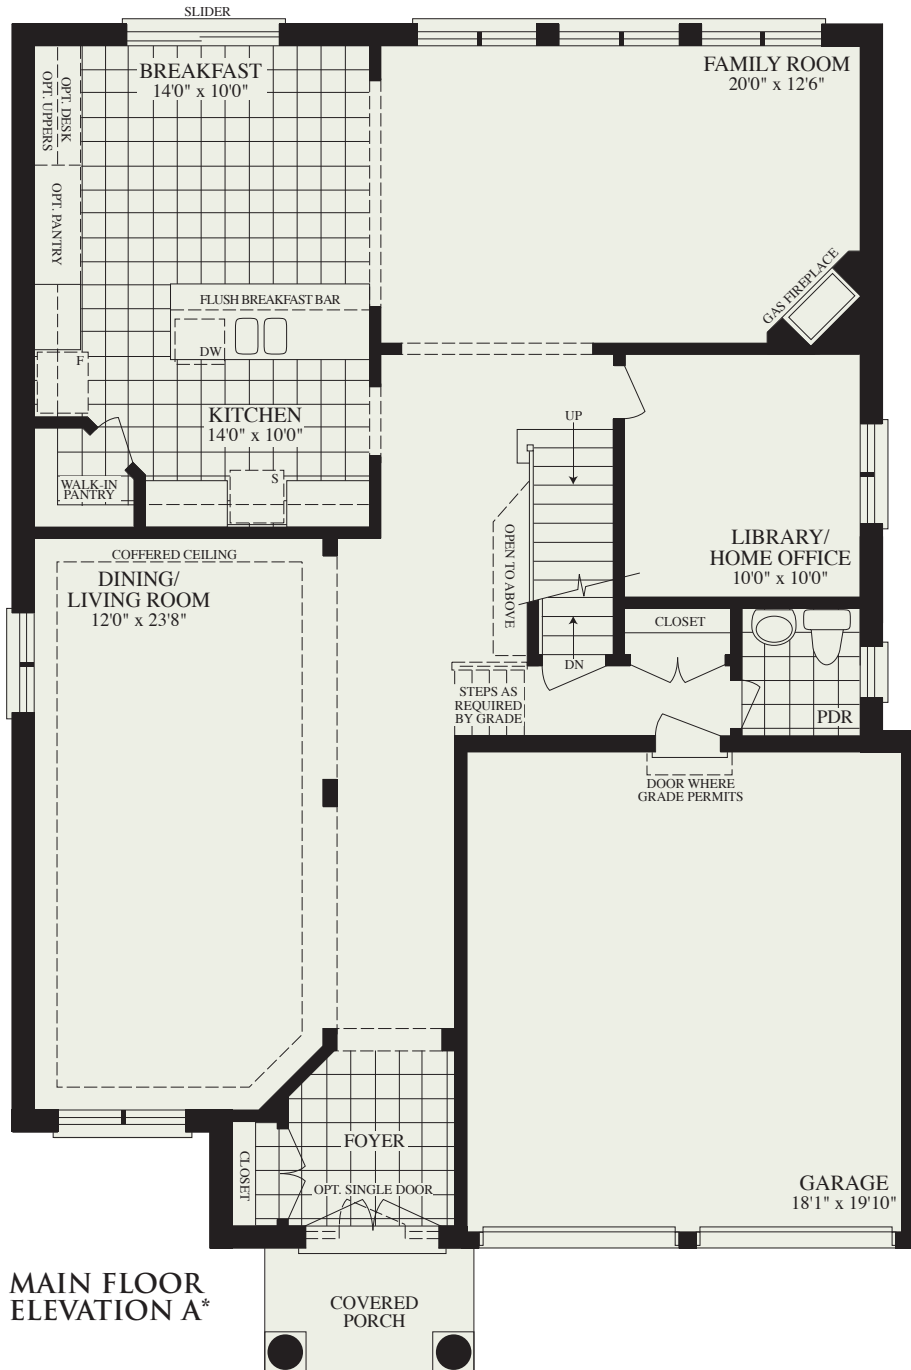 SLIDER
BREAKFAST
14'0" x 10'0"
FAMILY ROOM
20'0" x 12'6"
OPT. DESK
OPT. UPPERS
OPT. PANTRY
GAS FIREPLACE
FLUSH BREAKFAST BAR
DW
F
KITCHEN
14'0" x 10'0"
UP
S
WALK-IN
PANTRY
OPEN TO ABOVE
LIBRARY/
HOME OFFICE
10'0" x 10'0"
COFFERED CEILING
DINING/
LIVING ROOM
12'0" x 23'8"
CLOSET
DN
STEPS AS
REQUIRED
BY GRADE
PDR
DOOR WHERE
GRADE PERMITS
FOYER
CLOSET
OPT. SINGLE DOOR
GARAGE
18'1" x 19'10"
MAIN FLOOR
ELEVATION A*
COVERED
PORCH